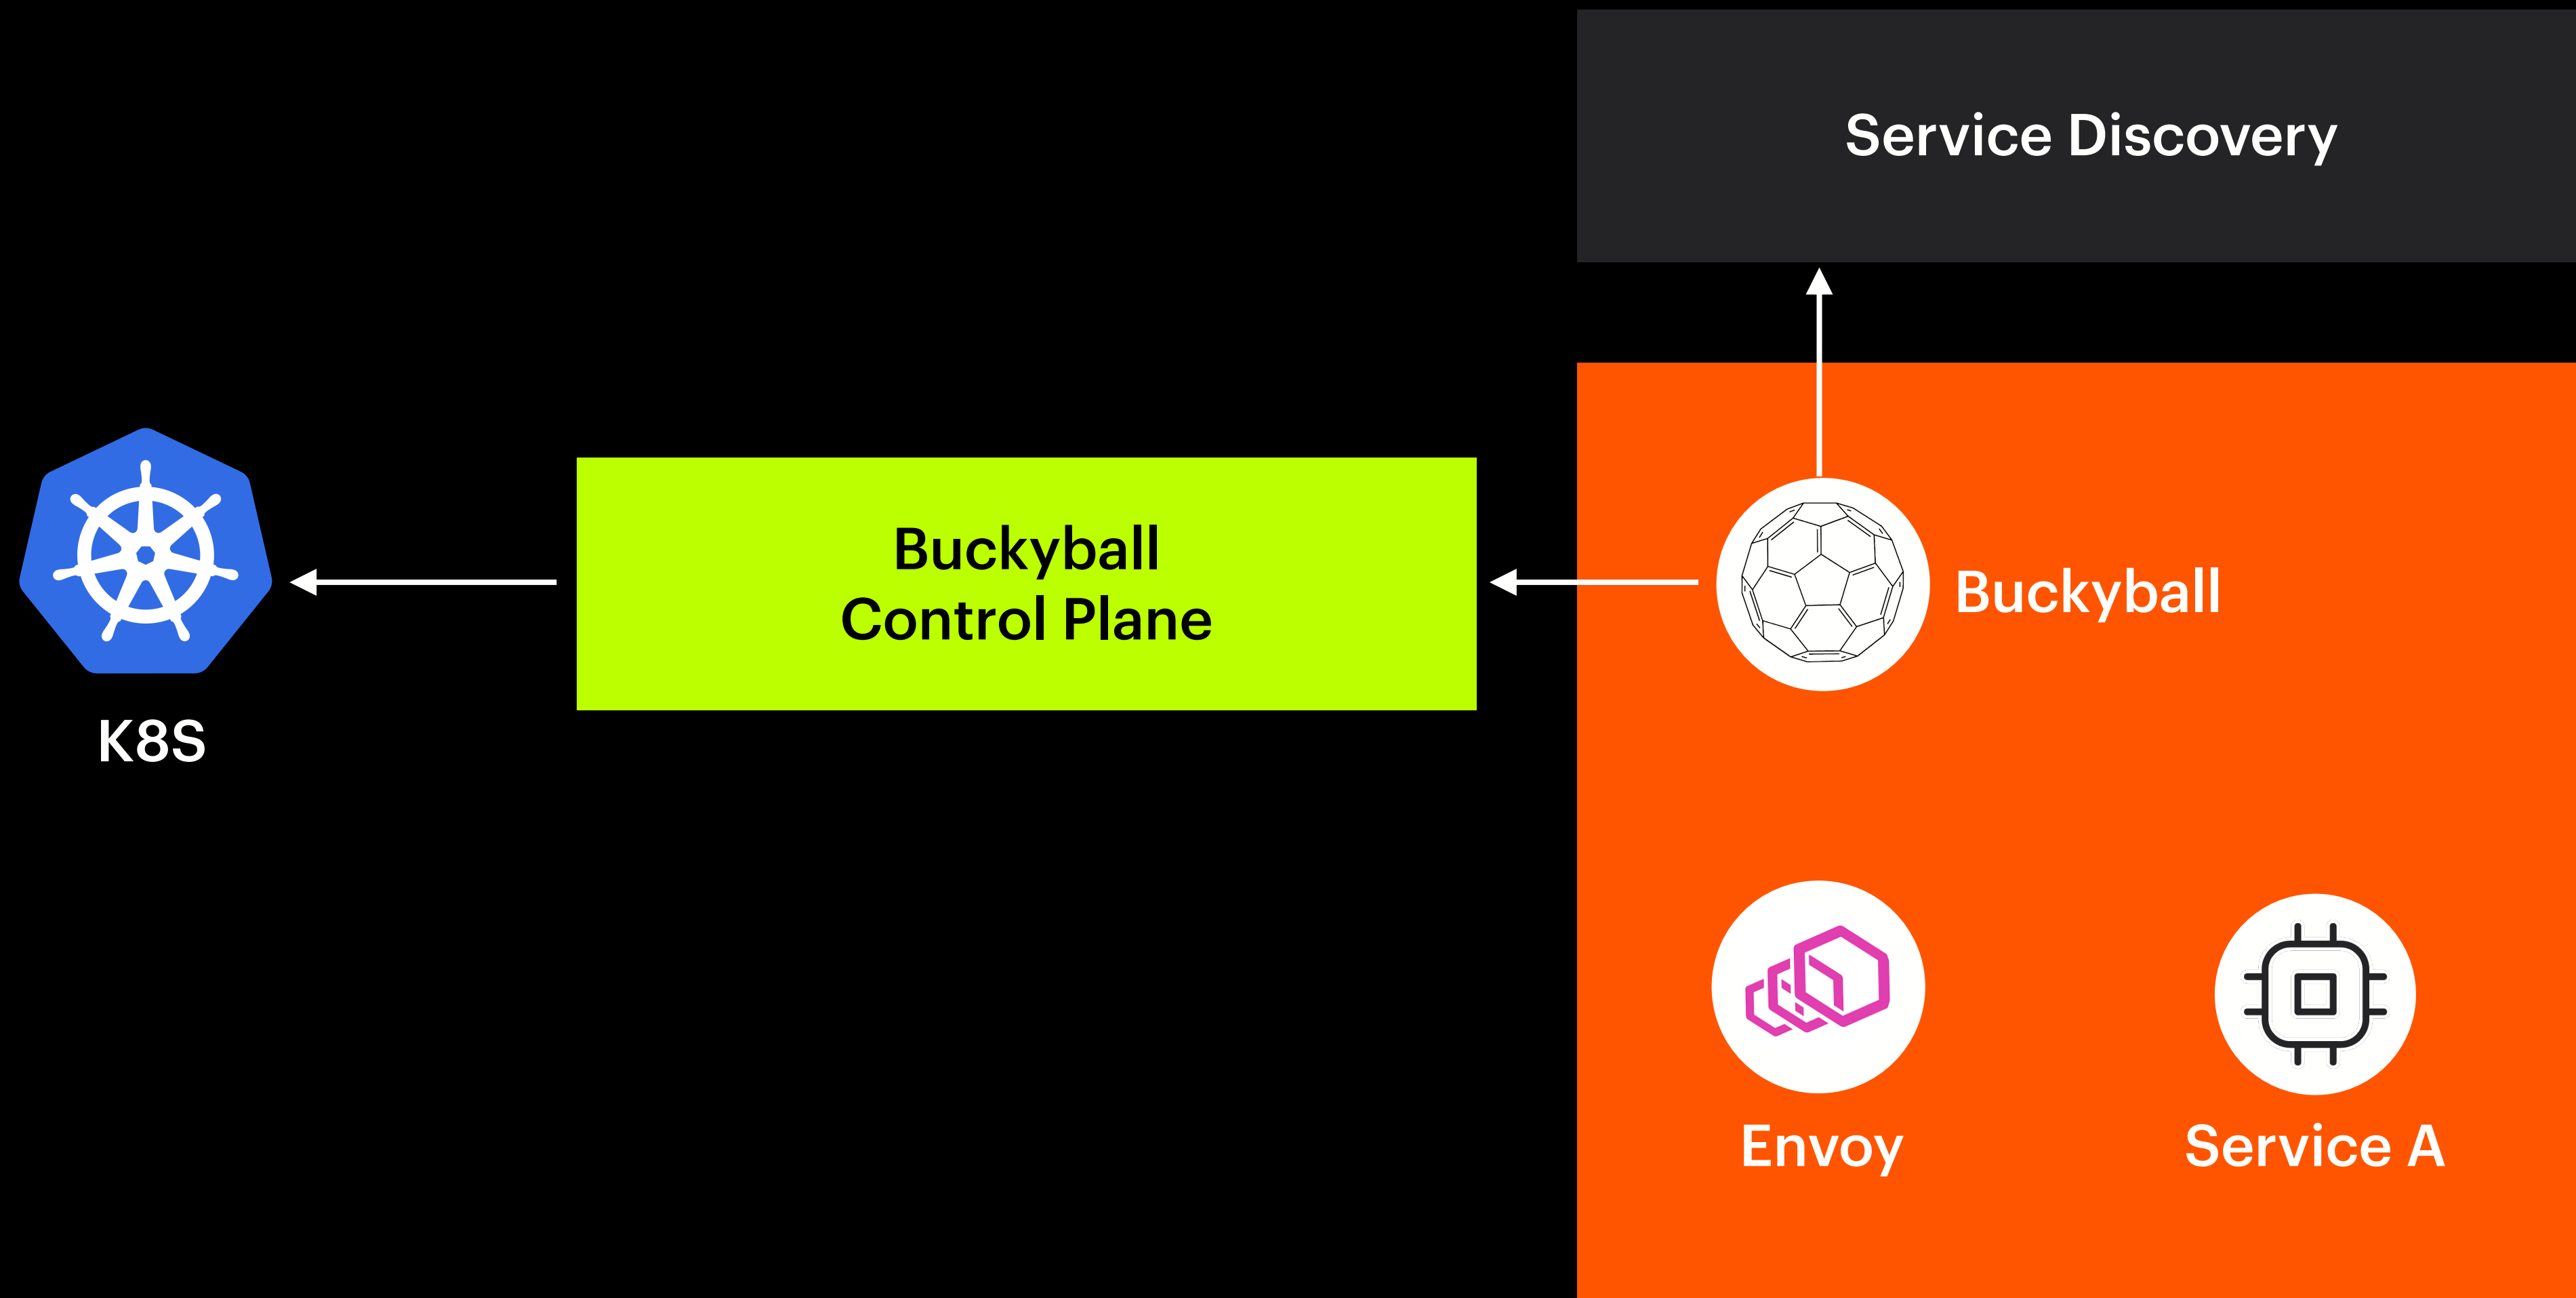 Service Discovery
Buckyball
Control Plane
Buckyball
K8S
Envoy
Service A